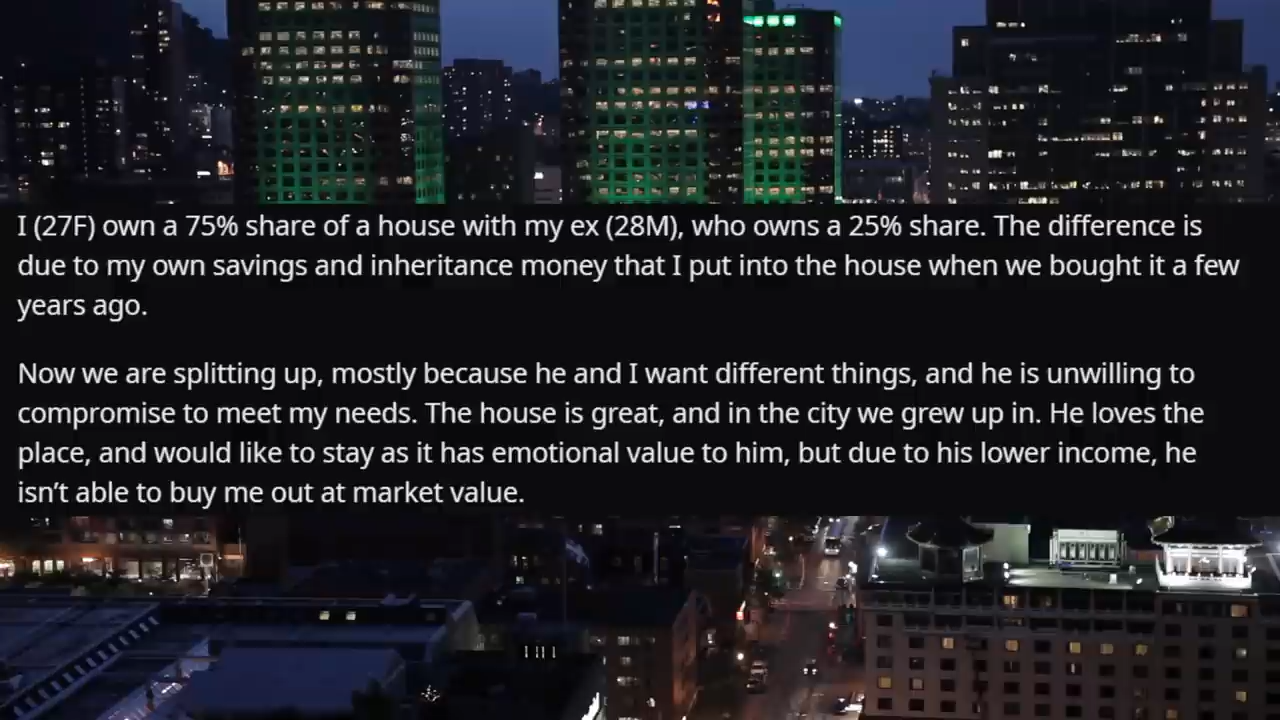 I (27F) own a 75% share of a house with my ex (28M), who owns a 25% share. The difference is
due to my own savings and inheritance money that I put into the house when we bought it a few
years ago.
Now we are splitting up, mostly because he and I want different things, and he is unwilling to
compromise to meet my needs. The house is great, and in the city we grew up in. He loves the
place, and would like to stay as it has emotional value to him, but due to his lower income, he
isn’t able to buy me out at market value.